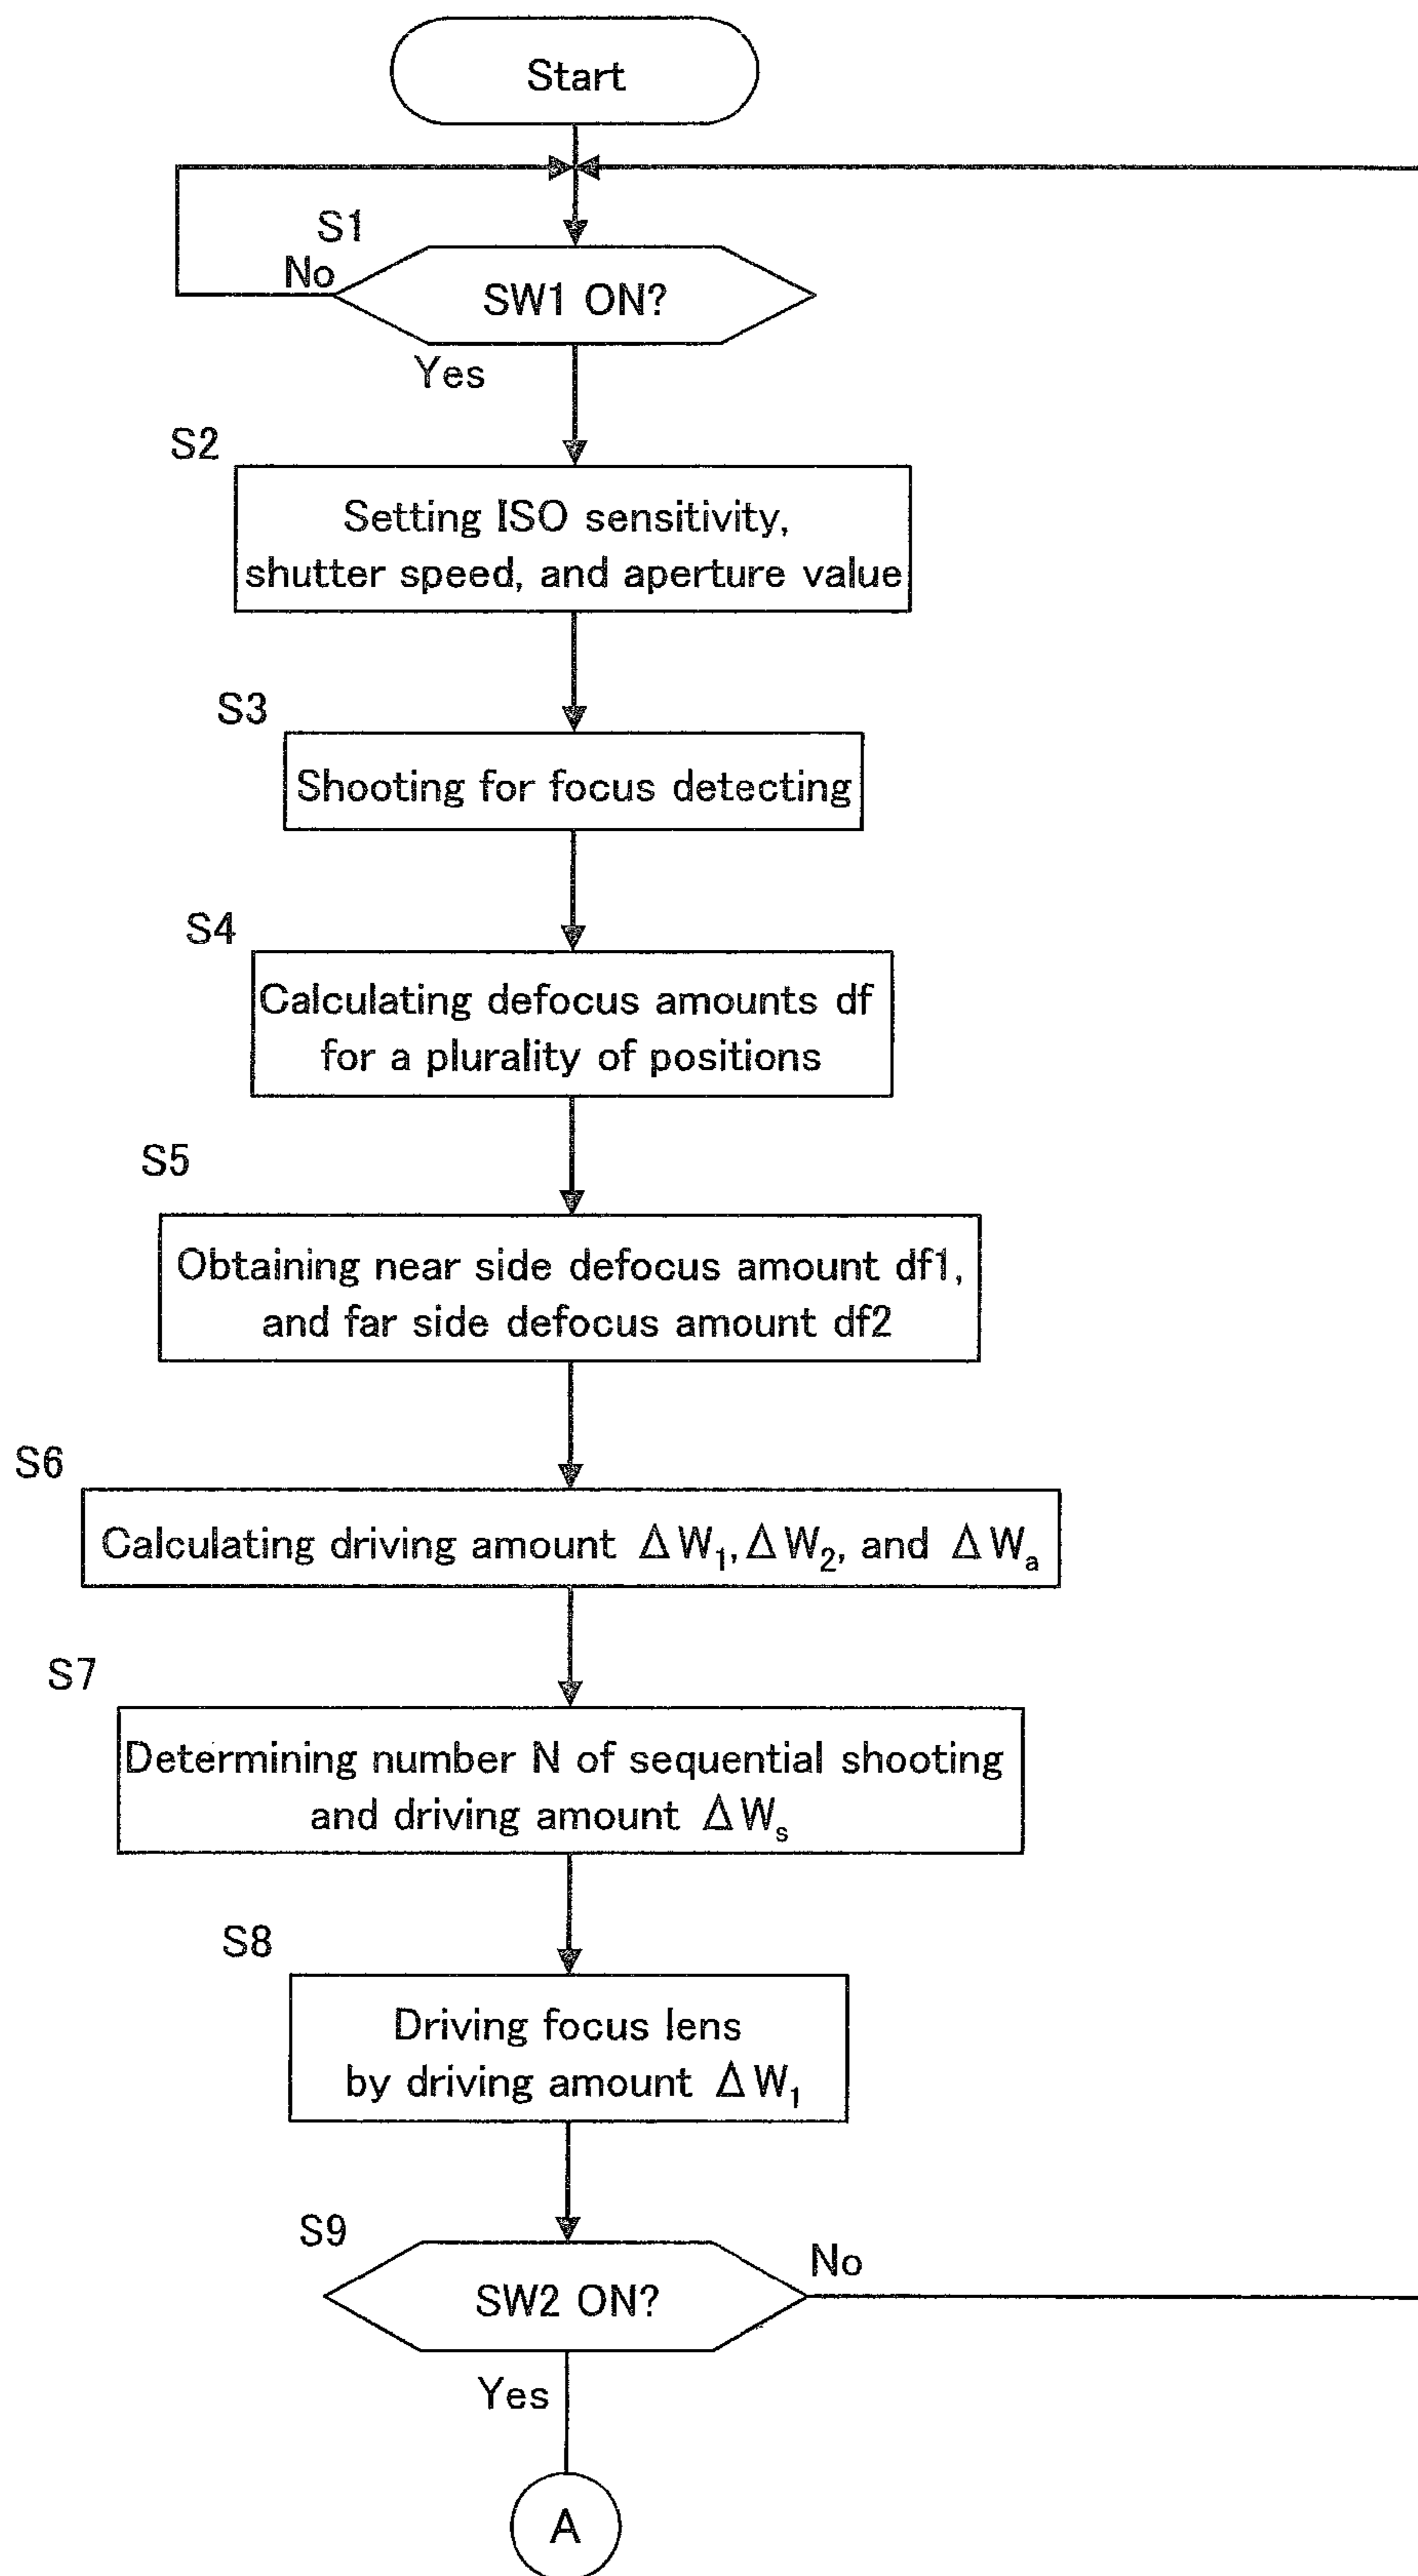 Start
S1
No
SW1 ON?
Yes
S2
Setting ISO sensitivity,
shutter speed, and aperture value
S3
Shooting for focus detecting
S4
Calculating defocus amounts df
for a plurality of positions
S5
Obtaining near side defocus amount df1,
and far side defocus amount df2
S6
Calculating driving amount ΔW₁, ΔW₂, and ΔWₐ
S7
Determining number N of sequential shooting
and driving amount ΔWₛ
S8
Driving focus lens
by driving amount ΔW₁
S9
No
SW2 ON?
Yes
A